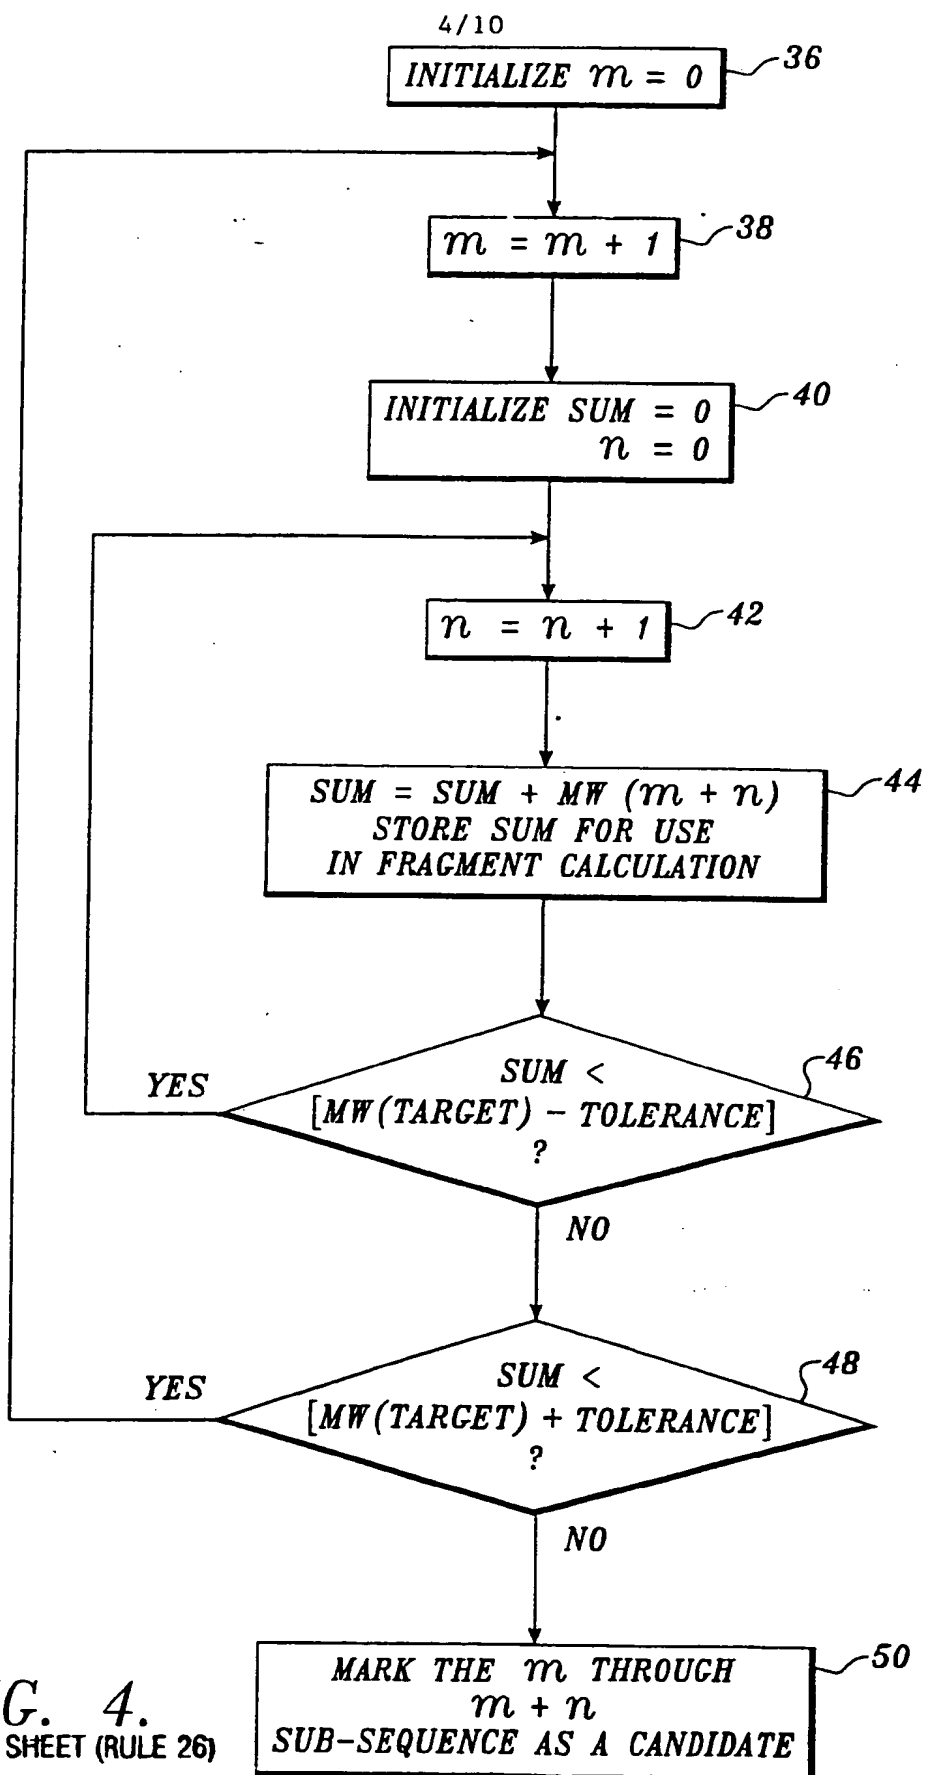 4/10
INITIALIZE m = 0
36
m = m + 1
38
INITIALIZE SUM = 0
n = 0
40
n = n + 1
42
SUM = SUM + MW (m + n)
STORE SUM FOR USE
IN FRAGMENT CALCULATION
44
SUM <
[MW(TARGET) - TOLERANCE]
?
46
YES
NO
SUM <
[MW(TARGET) + TOLERANCE]
?
48
YES
NO
MARK THE m THROUGH
m + n
SUB-SEQUENCE AS A CANDIDATE
50
G. 4.
SHEET (RULE 26)